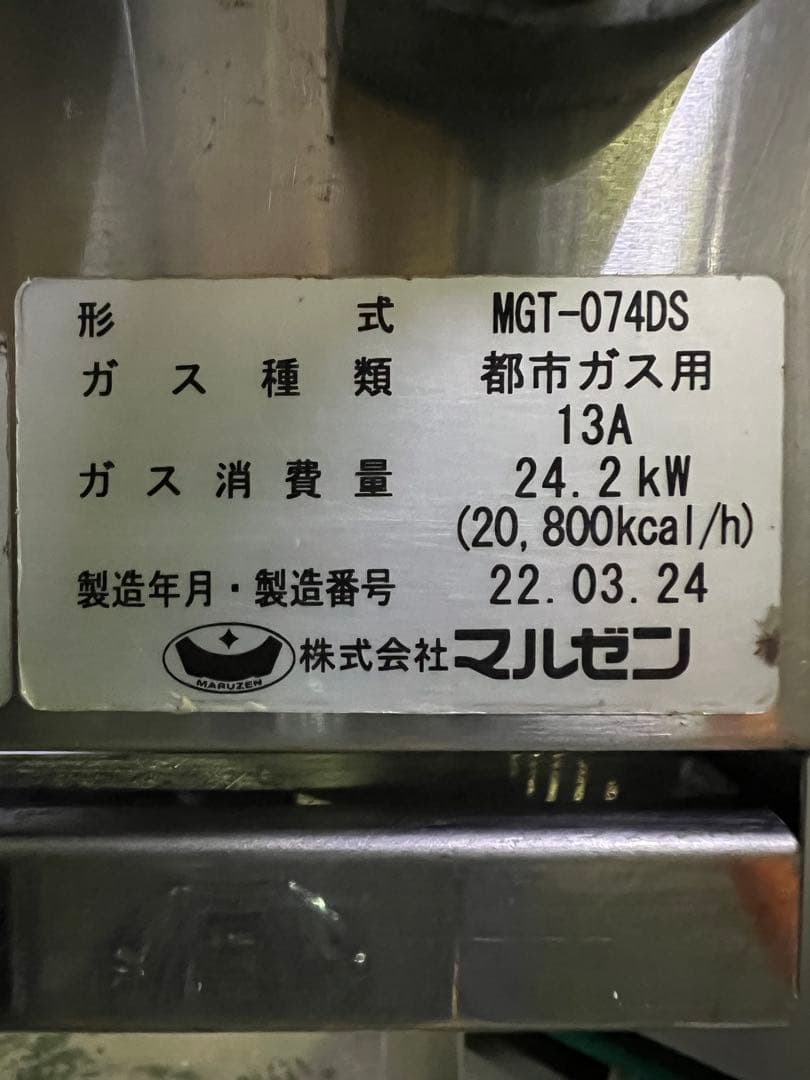 形式 MGT-074DS
ガス種類 都市ガス用
13A
ガス消費量 24.2kW
(20,800kcal/h)
製造年月・製造番号 22.03.24
MARUZEN 株式会社マルゼン